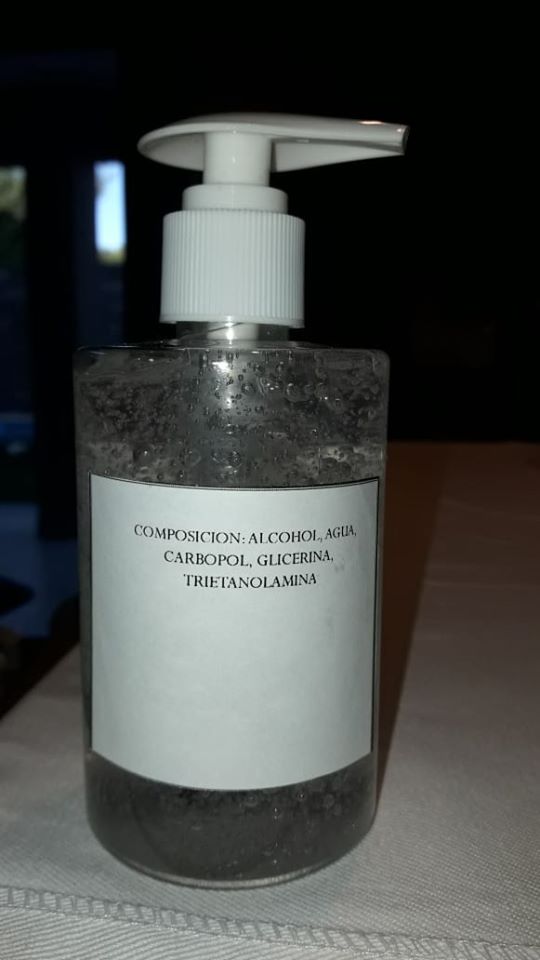 COMPOSICION: ALCOHOL, AGUA,
CARBOPOL, GLICERINA,
TRIETANOLAMINA